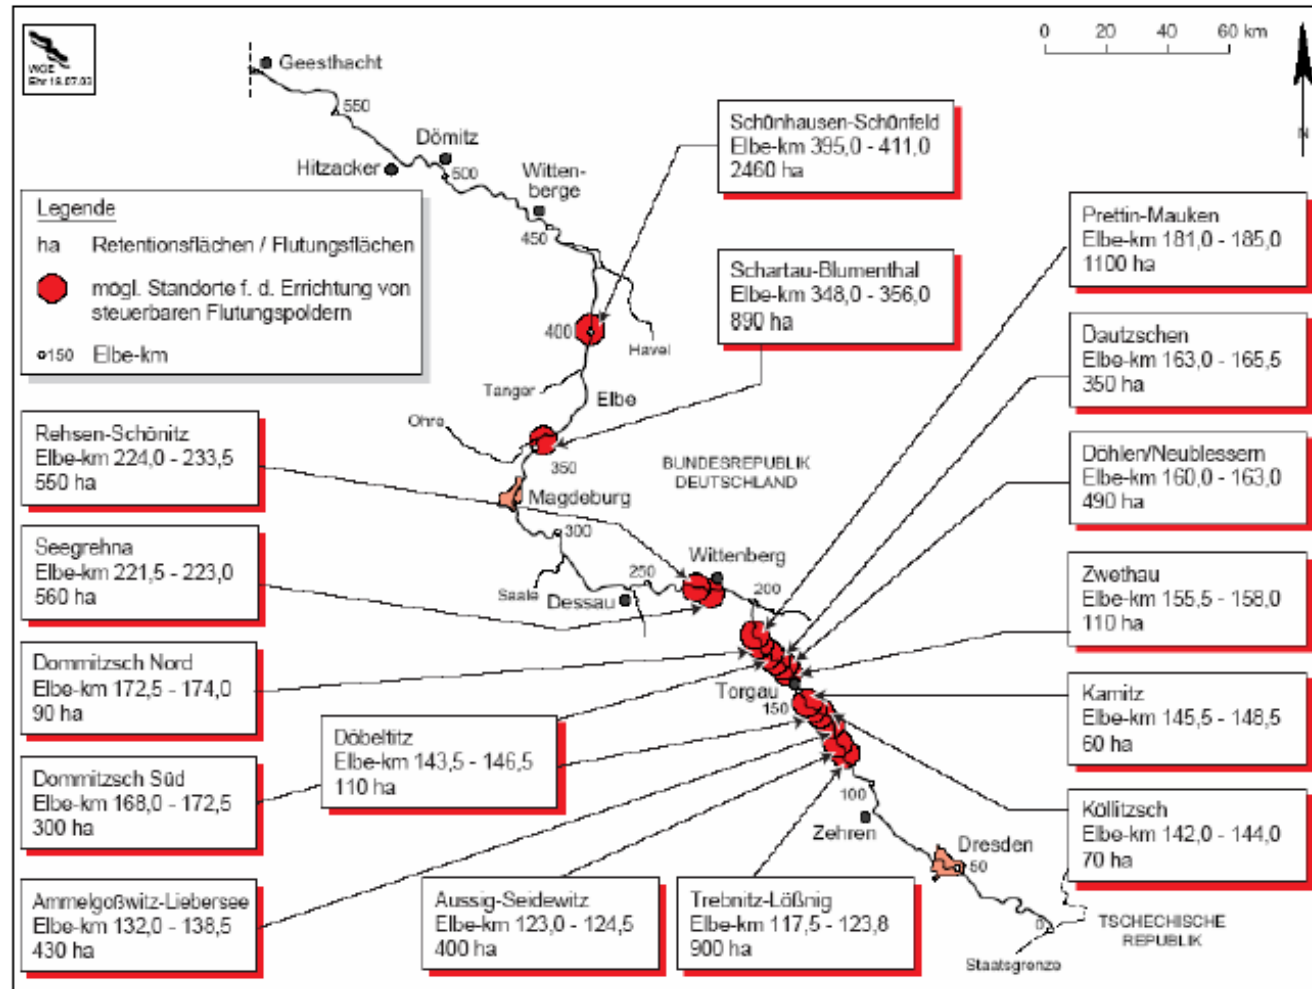 WGE
Ehr 18.07.03
0 20 40 60 km
N
Geesthacht
550
Dömitz
Hitzacker
500
Witten-
berge
450
Schönhausen-Schönfeld
Elbe-km 395,0 - 411,0
2460 ha
Legende
ha Retentionsflächen / Flutungsflächen
mögl. Standorte f. d. Errichtung von
steuerbaren Flutungspoldern
150 Elbe-km
Prettin-Mauken
Elbe-km 181,0 - 185,0
1100 ha
Schartau-Blumenthal
Elbe-km 348,0 - 356,0
890 ha
400
Havel
Dautzschen
Elbe-km 163,0 - 165,5
350 ha
Tanger
Elbe
Ohre
350
Rehsen-Schönitz
Elbe-km 224,0 - 233,5
550 ha
BUNDESREPUBLIK
DEUTSCHLAND
Döhlen/Neublessern
Elbe-km 160,0 - 163,0
490 ha
Magdeburg
300
Seegrehna
Elbe-km 221,5 - 223,0
560 ha
Wittenberg
250
200
Saale
Dessau
Zwethau
Elbe-km 155,5 - 158,0
110 ha
Dommitzsch Nord
Elbe-km 172,5 - 174,0
90 ha
Torgau
150
Kamitz
Elbe-km 145,5 - 148,5
60 ha
Döbeltitz
Elbe-km 143,5 - 146,5
110 ha
Dommitzsch Süd
Elbe-km 168,0 - 172,5
300 ha
100
Zehren
Köllitzsch
Elbe-km 142,0 - 144,0
70 ha
Dresden
50
Ammelgoßwitz-Liebersee
Elbe-km 132,0 - 138,5
430 ha
Aussig-Seidewitz
Elbe-km 123,0 - 124,5
400 ha
Trebnitz-Lößnig
Elbe-km 117,5 - 123,8
900 ha
0
TSCHECHISCHE
REPUBLIK
Staatsgrenze